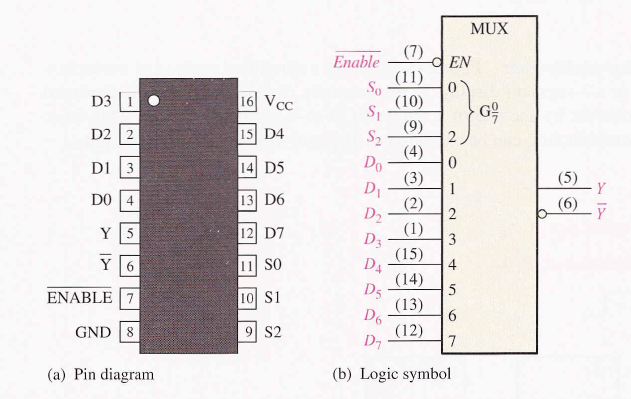 D3 1 16 V_CC
D2 2 15 D4
D1 3 14 D5
D0 4 13 D6
Y 5 12 D7
Y̅ 6 11 S0
E̅N̅A̅B̅L̅E̅ 7 10 S1
GND 8 9 S2
(a) Pin diagram
MUX
E̅n̅a̅b̅l̅e̅ (7) EN
S₀ (11) 0
S₁ (10) G 0/7
S₂ (9) 2
D₀ (4) 0
D₁ (3) 1 (5) Y
D₂ (2) 2 (6) Y̅
D₃ (1) 3
D₄ (15) 4
D₅ (14) 5
D₆ (13) 6
D₇ (12) 7
(b) Logic symbol